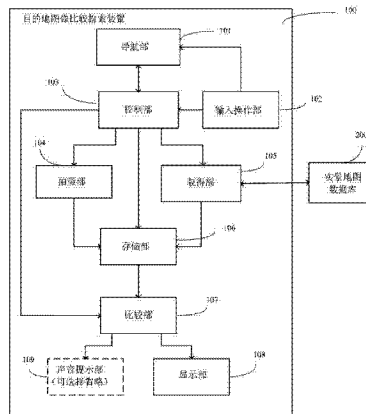 目的地图像比较搜索装置
100
101
导航部
103
控制部
输入操作部
102
104
拍摄部
105
取得部
200
实景地图
数据库
存储部
106
比较部
107
109
声音提示部
(可选择省略)
显示部
108